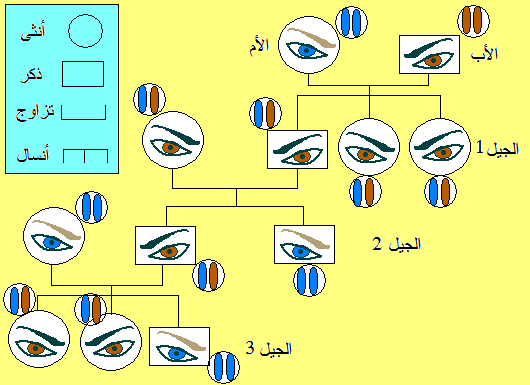 أنثى
ذكر
تزاوج
أنسال
الأم
الأب
الجيل 1
الجيل 2
الجيل 3